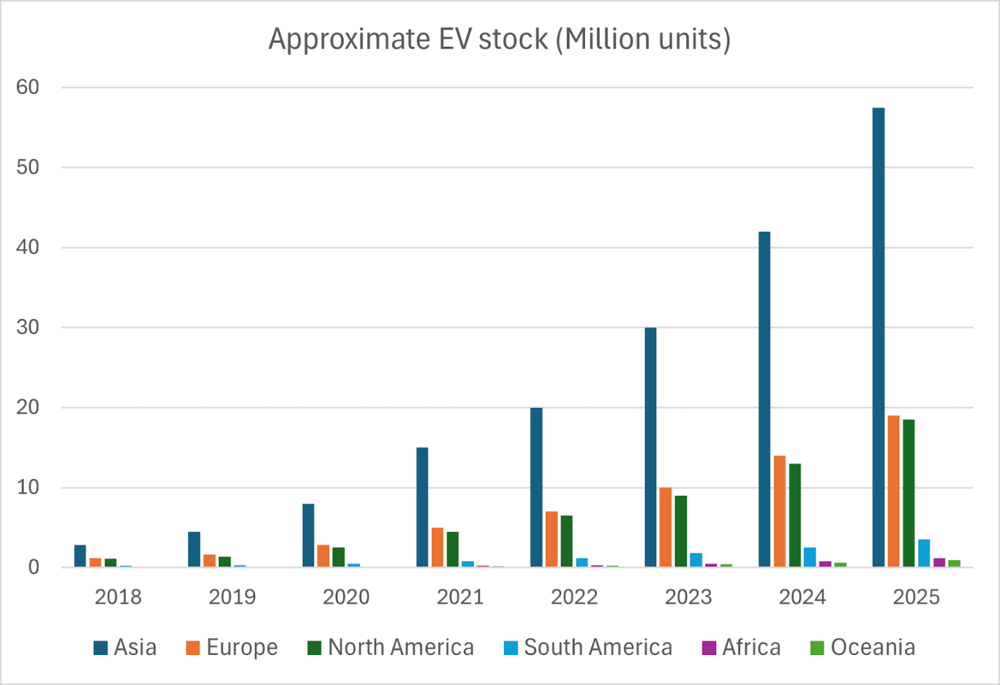 Approximate EV stock (Million units)
60
50
40
30
20
10
0
2018 2019 2020 2021 2022 2023 2024 2025
Asia Europe North America South America Africa Oceania